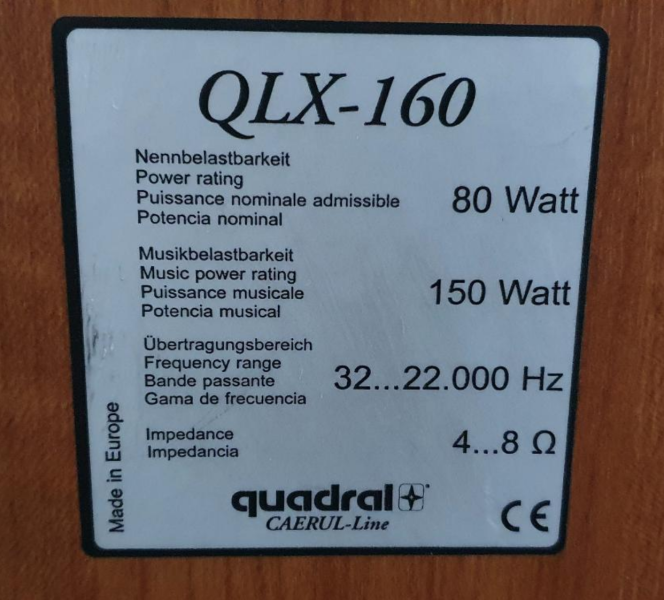 QLX-160
Nennbelastbarkeit
Power rating
Puissance nominale admissible
Potencia nominal
80 Watt
Musikbelastbarkeit
Music power rating
Puissance musicale
Potencia musical
150 Watt
Übertragungsbereich
Frequency range
Bande passante
Gama de frecuencia
32...22.000 Hz
Impedance
Impedancia
4...8 Ω
Made in Europe
quadral
CAERUL-Line
CE